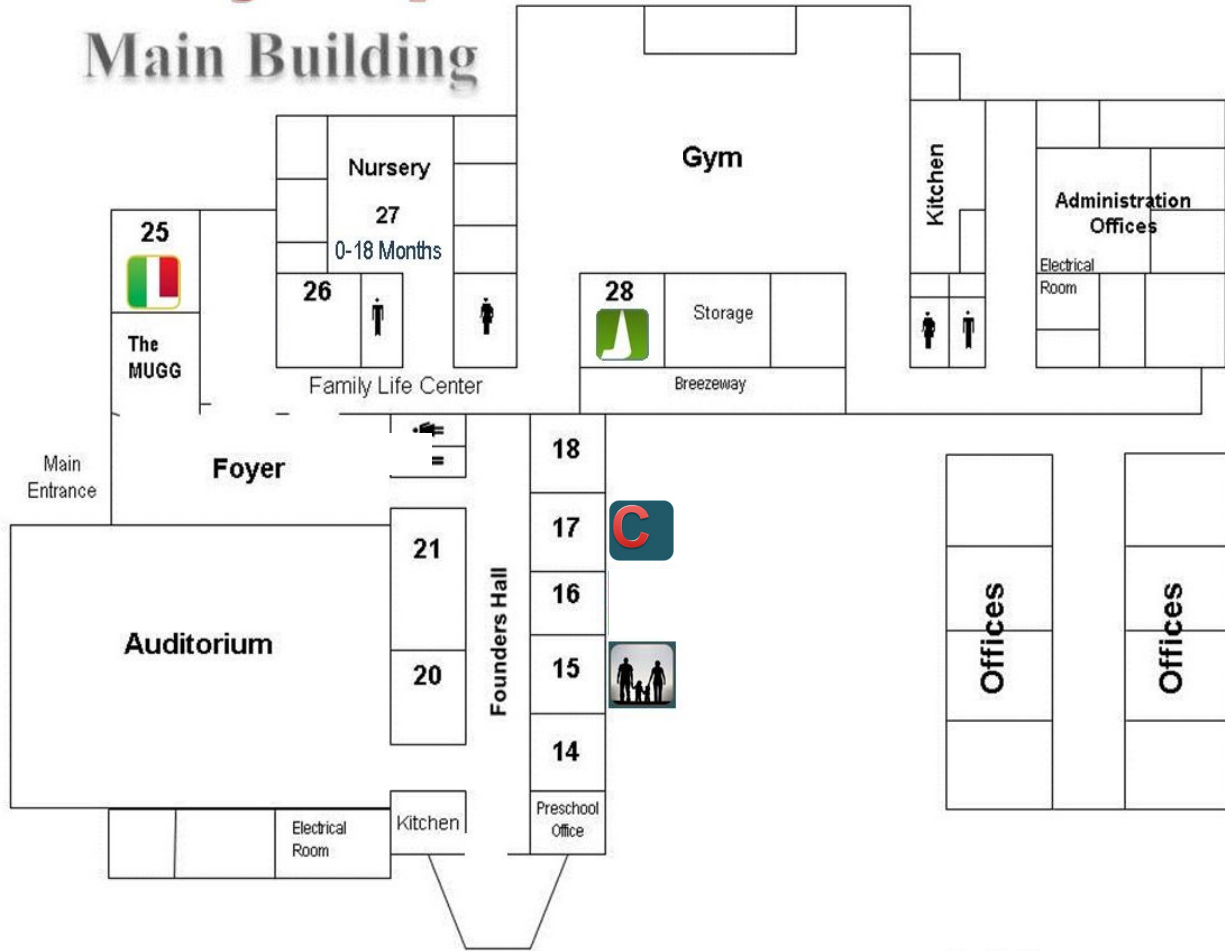 Main Building
Gym
Kitchen
Nursery
27
0-18 Months
Administration
Offices
25
L
Electrical
Room
26
28
Storage
The
MUGG
Family Life Center
Breezeway
Main
Entrance
Foyer
18
17
C
21
16
Founders Hall
Auditorium
20
15
Offices
Offices
14
Electrical
Room
Kitchen
Preschool
Office